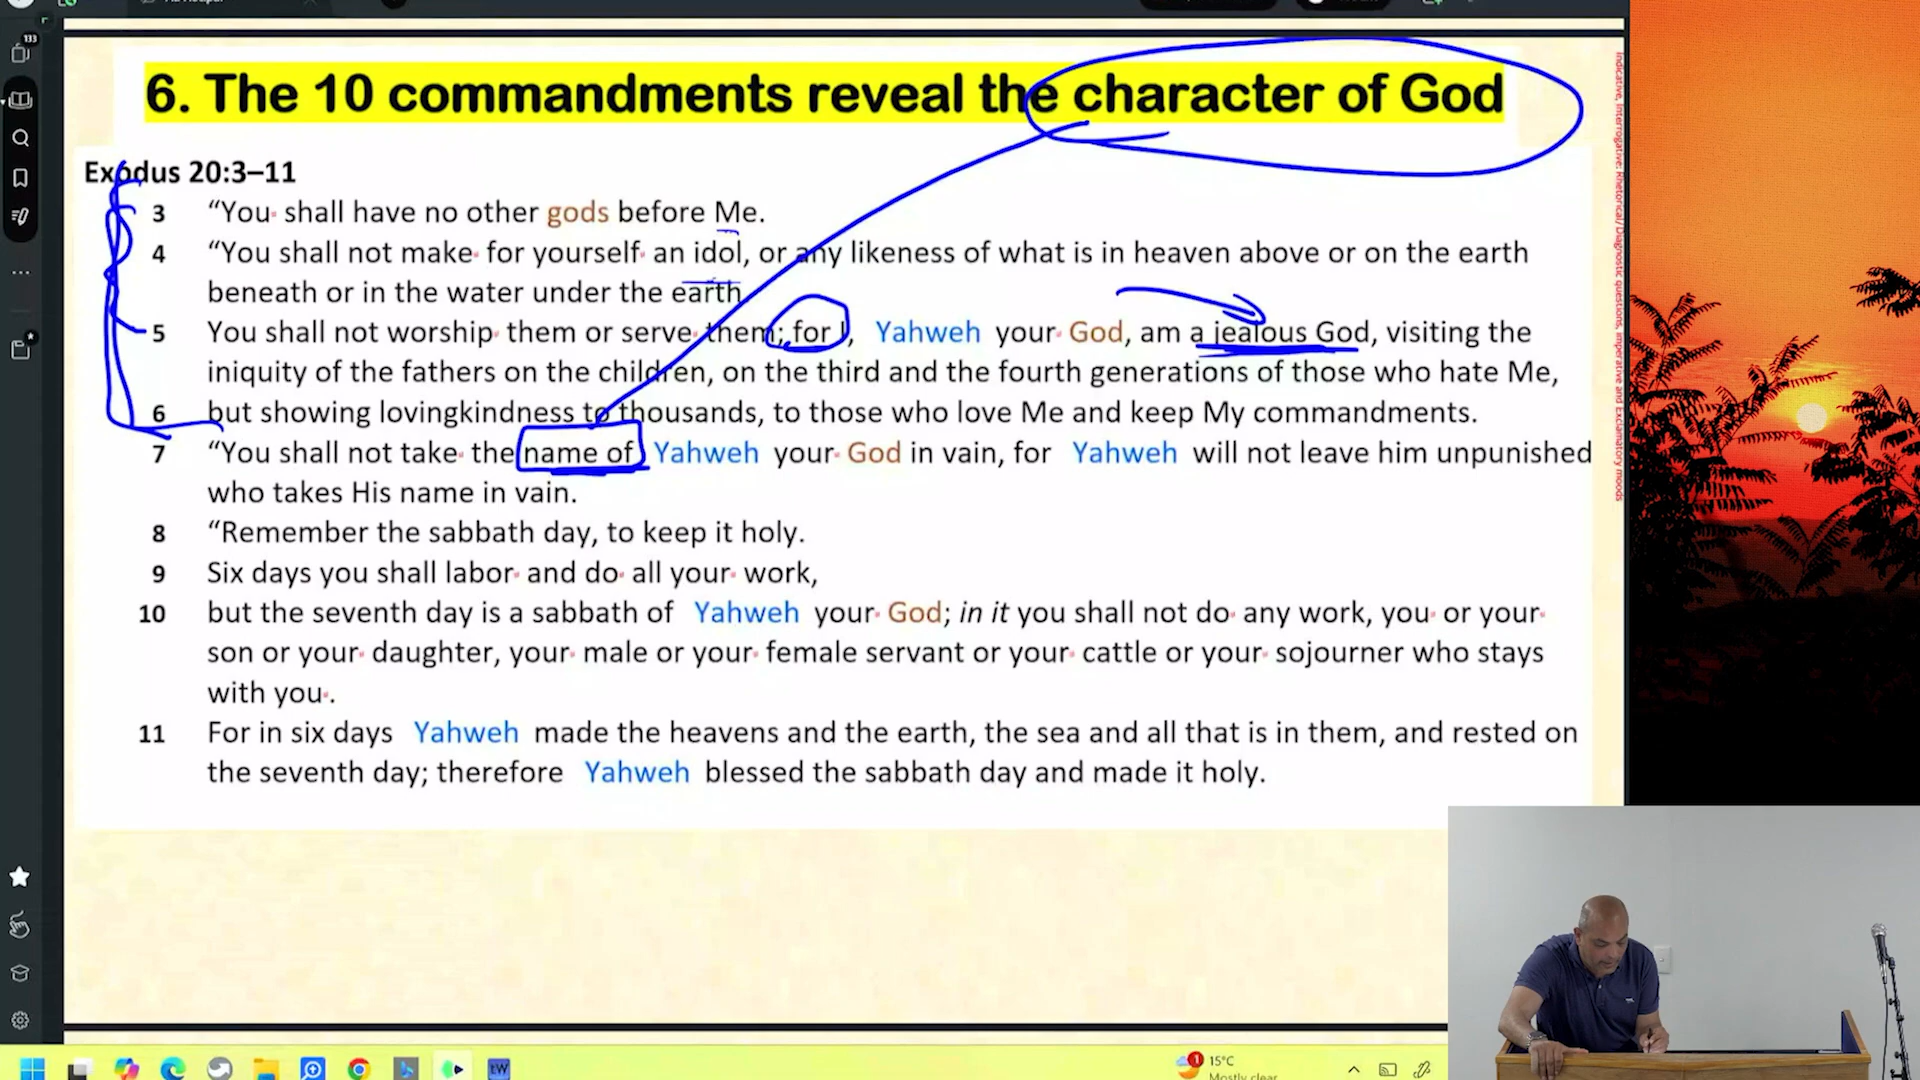 133
6. The 10 commandments reveal the character of God
Exodus 20:3–11
3 “You shall have no other gods before Me.
4 “You shall not make for yourself an idol, or any likeness of what is in heaven above or on the earth
beneath or in the water under the earth
5 You shall not worship them or serve them; for I, Yahweh your God, am a jealous God, visiting the
iniquity of the fathers on the children, on the third and the fourth generations of those who hate Me,
6 but showing lovingkindness to thousands, to those who love Me and keep My commandments.
7 “You shall not take the name of Yahweh your God in vain, for Yahweh will not leave him unpunished
who takes His name in vain.
8 “Remember the sabbath day, to keep it holy.
9 Six days you shall labor and do all your work,
10 but the seventh day is a sabbath of Yahweh your God; in it you shall not do any work, you or your
son or your daughter, your male or your female servant or your cattle or your sojourner who stays
with you.
11 For in six days Yahweh made the heavens and the earth, the sea and all that is in them, and rested on
the seventh day; therefore Yahweh blessed the sabbath day and made it holy.
Indicative, Interrogative: Rhetorical/ Diagnostic questions, Imperative and Exclamatory moods
1
15°C
Mostly clear